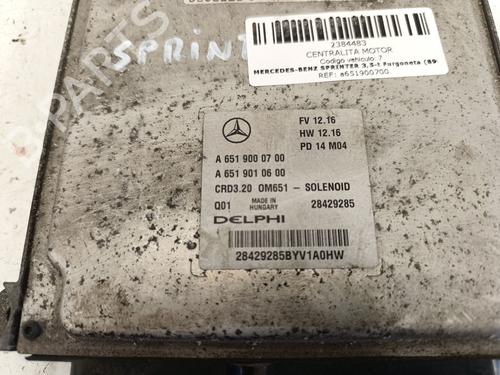 SPRINT
2384483
CENTRALITA MOTOR
Codigo vehiculo: 7
MERCEDES-BENZ SPRINTER 3,5-t Furgoneta (B9
REF: a651900700
FV 12.16
HW 12.16
PD 14 M04
A 651 900 07 00
A 651 901 06 00
CRD3.20 OM651 - SOLENOID
Q01 MADE IN HUNGARY 28429285
DELPHI
28429285BYV1A0HW